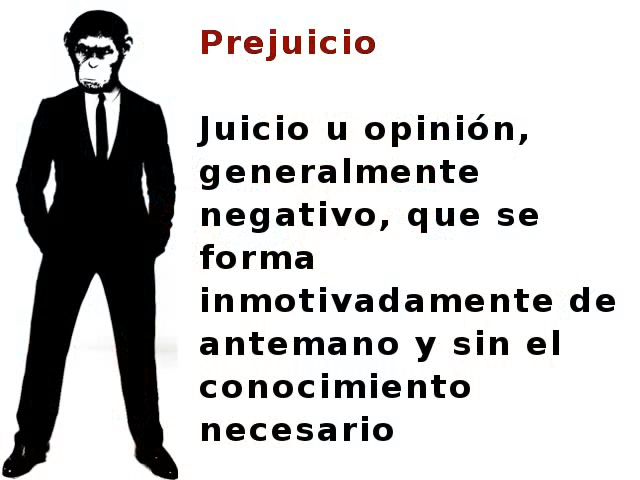 Prejuicio
Juicio u opinión,
generalmente
negativo, que se
forma
inmotivadamente de
antemano y sin el
conocimiento
necesario